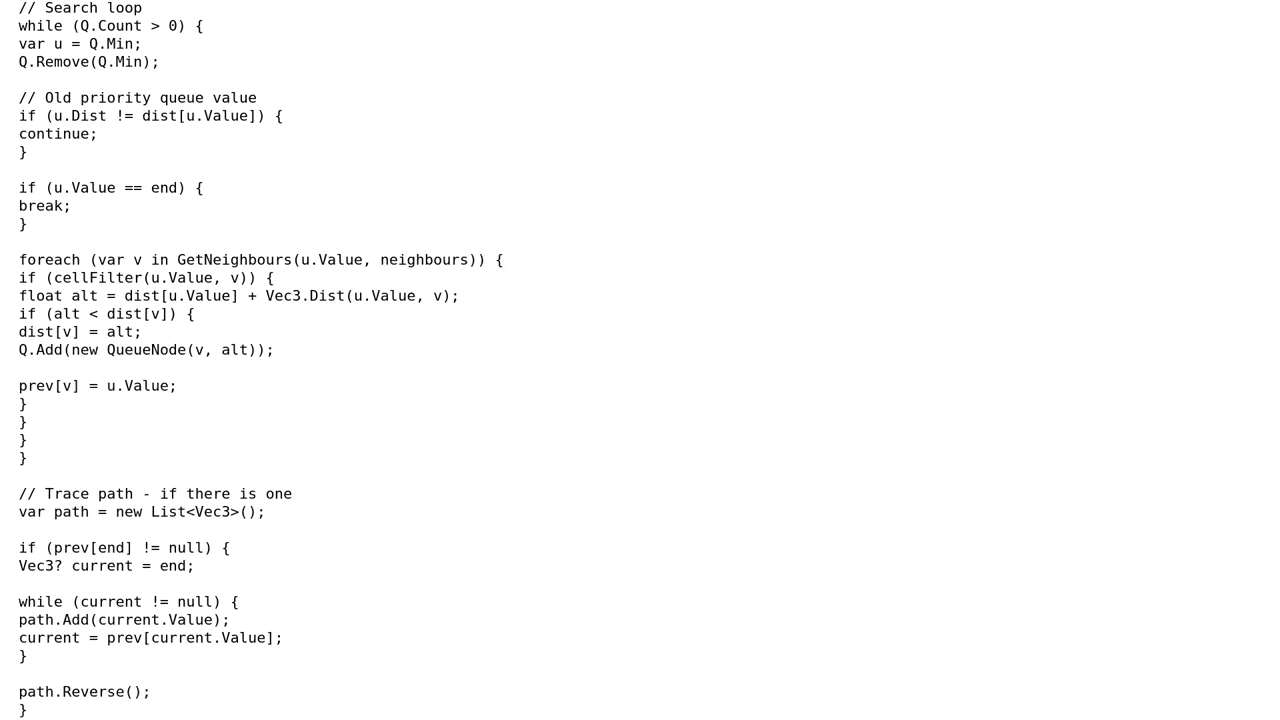 // Search loop
while (Q.Count > 0) {
var u = Q.Min;
Q.Remove(Q.Min);

// Old priority queue value
if (u.Dist != dist[u.Value]) {
continue;
}

if (u.Value == end) {
break;
}

foreach (var v in GetNeighbours(u.Value, neighbours)) {
if (cellFilter(u.Value, v)) {
float alt = dist[u.Value] + Vec3.Dist(u.Value, v);
if (alt < dist[v]) {
dist[v] = alt;
Q.Add(new QueueNode(v, alt));

prev[v] = u.Value;
}
}
}
}

// Trace path - if there is one
var path = new List<Vec3>();

if (prev[end] != null) {
Vec3? current = end;

while (current != null) {
path.Add(current.Value);
current = prev[current.Value];
}

path.Reverse();
}